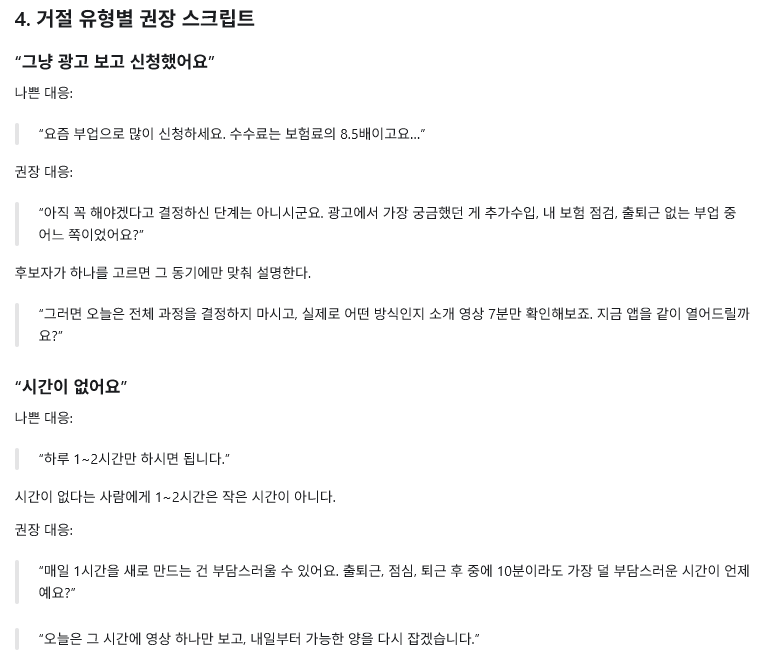 4. 거절 유형별 권장 스크립트
“그냥 광고 보고 신청했어요”
나쁜 대응:
“요즘 부업으로 많이 신청하세요. 수수료는 보험료의 8.5배이고요…”
권장 대응:
“아직 꼭 해야겠다고 결정하신 단계는 아니시군요. 광고에서 가장 궁금했던 게 추가수입, 내 보험 점검, 출퇴근 없는 부업 중
어느 쪽이었어요?”
후보자가 하나를 고르면 그 동기에만 맞춰 설명한다.
“그러면 오늘은 전체 과정을 결정하지 마시고, 실제로 어떤 방식인지 소개 영상 7분만 확인해보죠. 지금 앱을 같이 열어드릴까
요?”
“시간이 없어요”
나쁜 대응:
“하루 1~2시간만 하시면 됩니다.”
시간이 없다는 사람에게 1~2시간은 작은 시간이 아니다.
권장 대응:
“매일 1시간을 새로 만드는 건 부담스러울 수 있어요. 출퇴근, 점심, 퇴근 후 중에 10분이라도 가장 덜 부담스러운 시간이 언제
예요?”
“오늘은 그 시간에 영상 하나만 보고, 내일부터 가능한 양을 다시 잡겠습니다.”